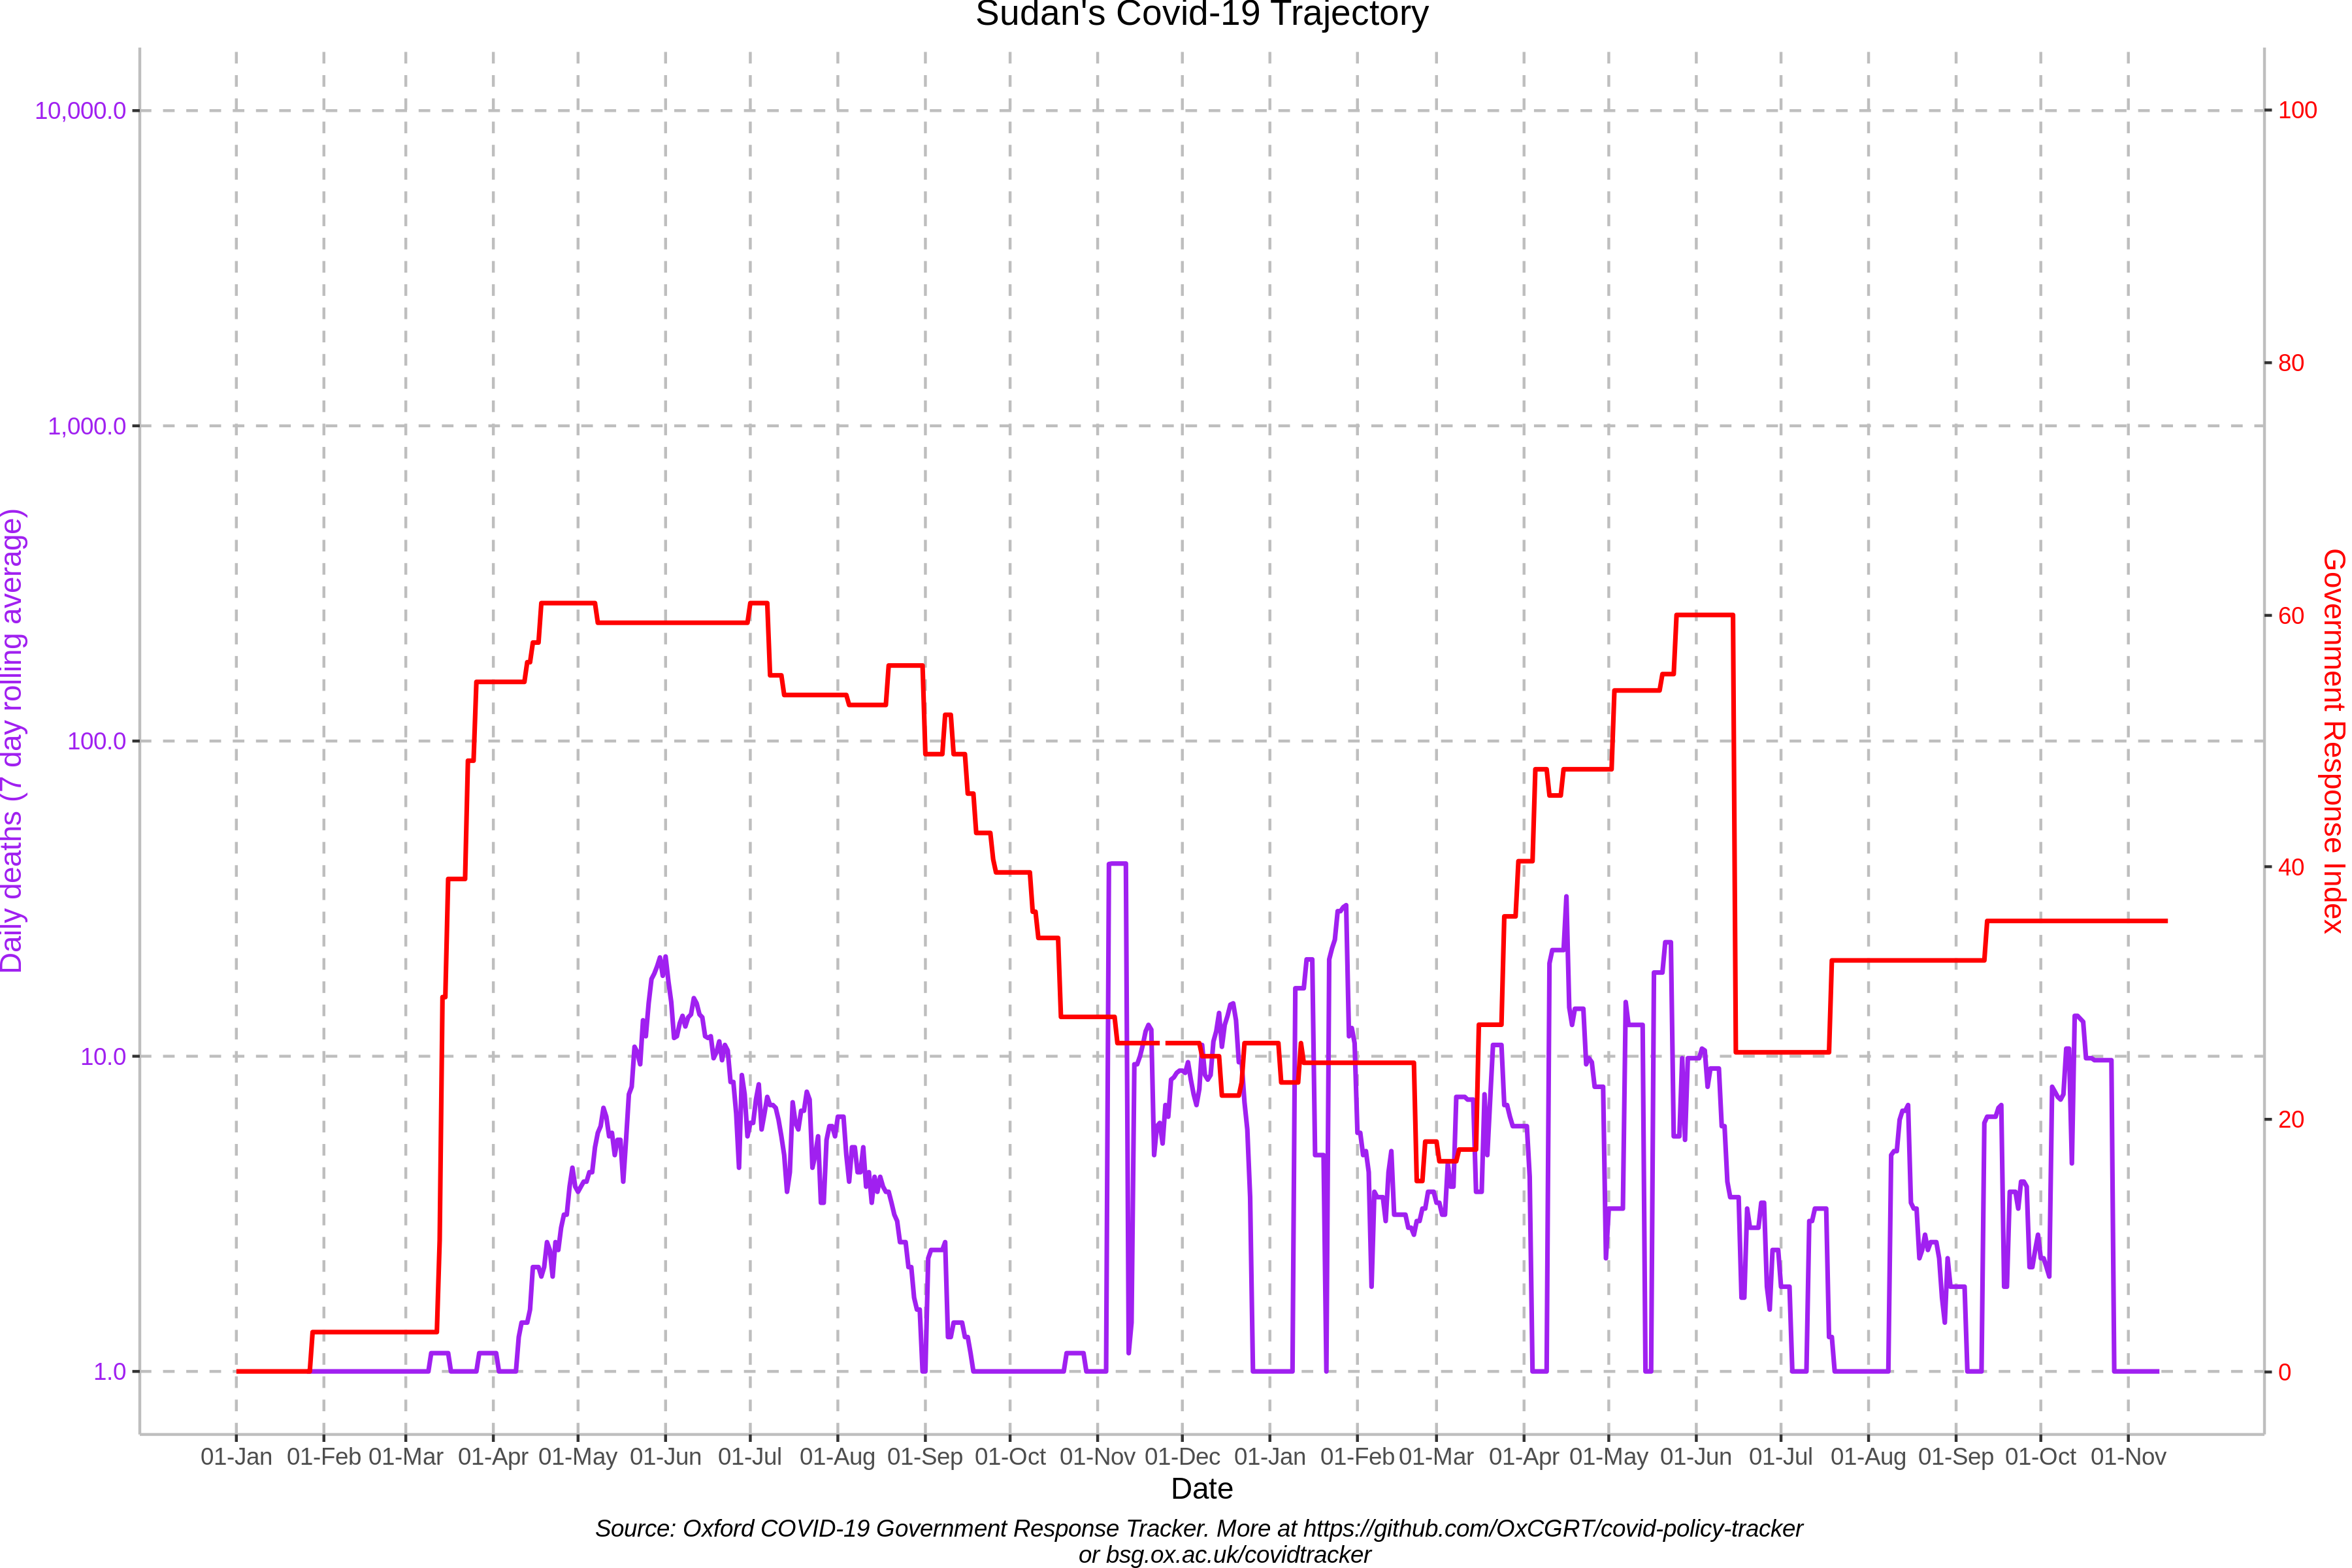 Sudan's Covid-19 Trajectory
10,000.0
1,000.0
100.0
10.0
1.0
Daily deaths (7 day rolling average)
100
80
60
40
20
0
Government Response Index
01-Jan 01-Feb 01-Mar 01-Apr 01-May 01-Jun 01-Jul 01-Aug 01-Sep 01-Oct 01-Nov 01-Dec 01-Jan 01-Feb 01-Mar 01-Apr 01-May 01-Jun 01-Jul 01-Aug 01-Sep 01-Oct 01-Nov
Date
Source: Oxford COVID-19 Government Response Tracker. More at https://github.com/OxCGRT/covid-policy-tracker
or bsg.ox.ac.uk/covidtracker